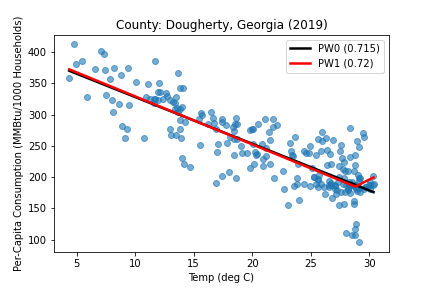 County: Dougherty, Georgia (2019)
Per-Capita Consumption (MMBtu/1000 Households)
400
350
300
250
200
150
100
PW0 (0.715)
PW1 (0.72)
5
10
15
20
25
30
Temp (deg C)